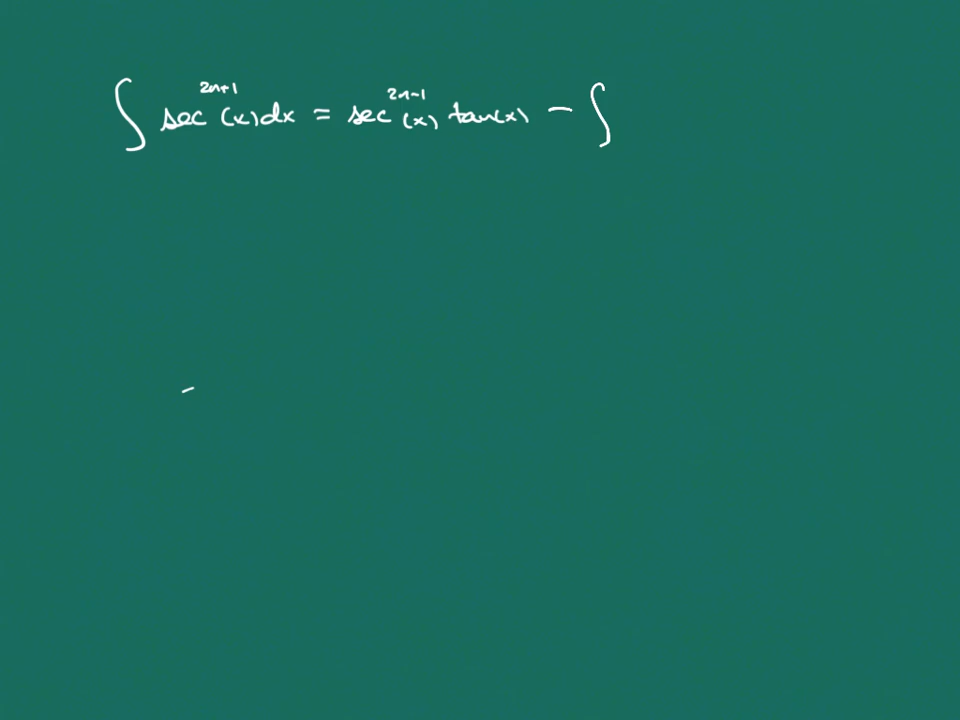 ∫ sec^{2n+1}(x)dx = sec^{2n-1}(x) tan(x) - ∫
-